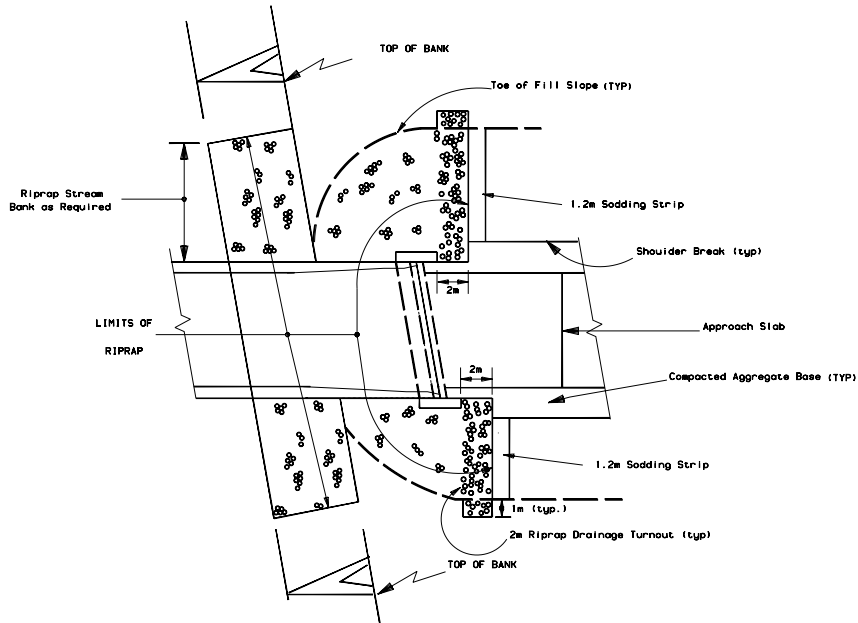 TOP OF BANK
Toe of Fill Slope (TYP)
Riprap Stream
Bank as Required
1.2m Sodding Strip
Shoulder Break (typ)
2m
LIMITS OF
RIPRAP
Approach Slab
2m
Compacted Aggregate Base (TYP)
1.2m Sodding Strip
1m (typ.)
2m Riprap Drainage Turnout (typ)
TOP OF BANK